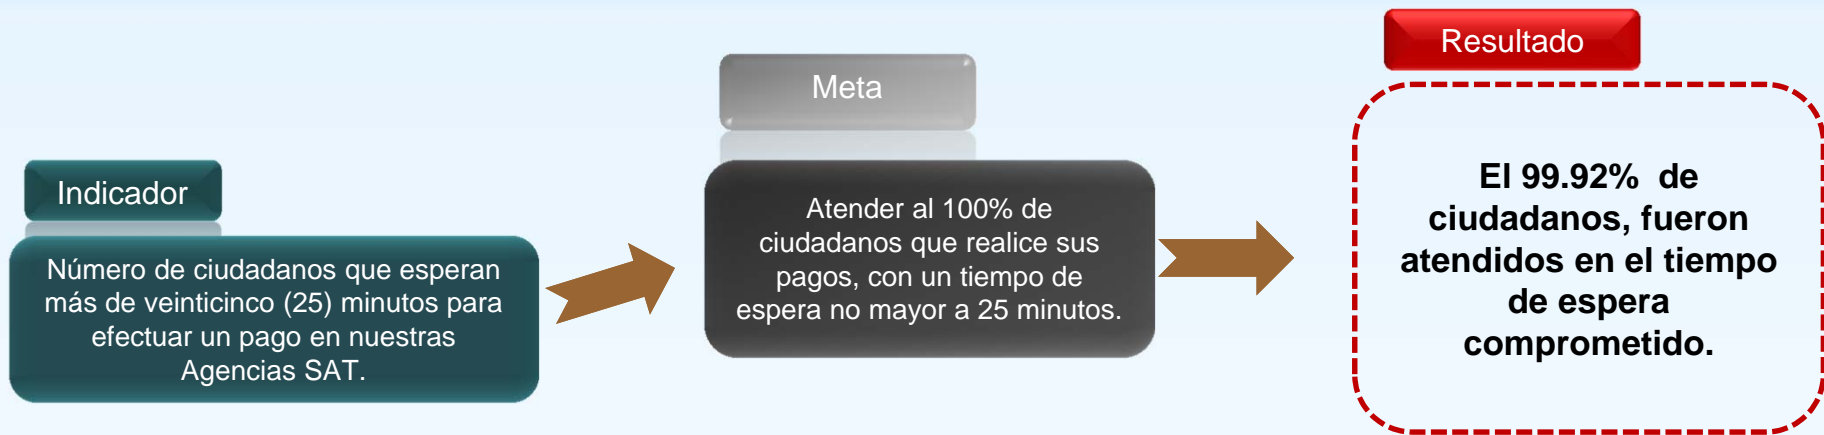 Indicador
Número de ciudadanos que esperan
más de veinticinco (25) minutos para
efectuar un pago en nuestras
Agencias SAT.
Meta
Atender al 100% de
ciudadanos que realice sus
pagos, con un tiempo de
espera no mayor a 25 minutos.
Resultado
El 99.92% de
ciudadanos, fueron
atendidos en el tiempo
de espera
comprometido.